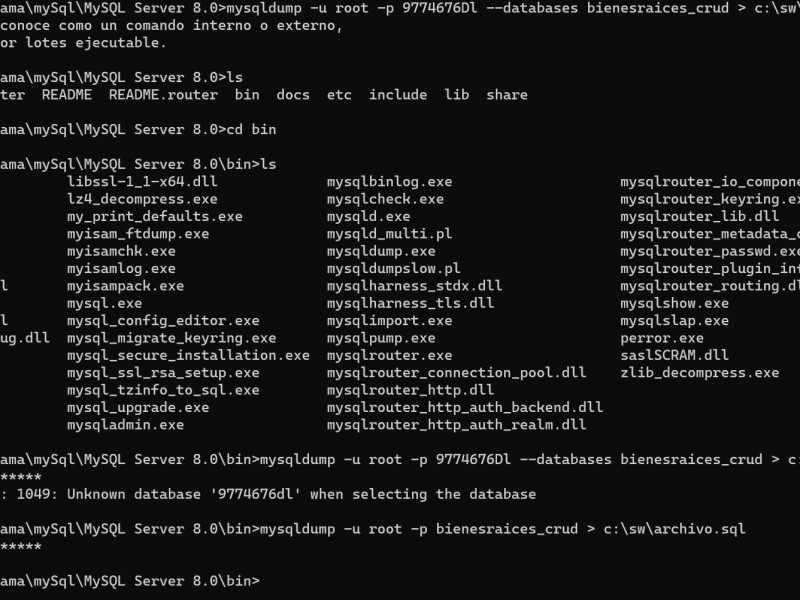 ama\mySql\MySQL Server 8.0>mysqldump -u root -p 9774676Dl --databases bienesraices_crud > c:\sw\
conoce como un comando interno o externo,
or lotes ejecutable.
ama\mySql\MySQL Server 8.0>ls
ter README README.router bin docs etc include lib share
ama\mySql\MySQL Server 8.0>cd bin
ama\mySql\MySQL Server 8.0\bin>ls
libssl-1_1-x64.dll mysqlbinlog.exe mysqlrouter_io_compone
lz4_decompress.exe mysqlcheck.exe mysqlrouter_keyring.ex
my_print_defaults.exe mysqld.exe mysqlrouter_lib.dll
myisam_ftdump.exe mysqld_multi.pl mysqlrouter_metadata_c
myisamchk.exe mysqldump.exe mysqlrouter_passwd.exe
myisamlog.exe mysqldumpslow.pl mysqlrouter_plugin_inf
l myisampack.exe mysqlharness_stdx.dll mysqlrouter_routing.dl
mysql.exe mysqlharness_tls.dll mysqlshow.exe
l mysql_config_editor.exe mysqlimport.exe mysqlslap.exe
ug.dll mysql_migrate_keyring.exe mysqlpump.exe perror.exe
mysql_secure_installation.exe mysqlrouter.exe saslSCRAM.dll
mysql_ssl_rsa_setup.exe mysqlrouter_connection_pool.dll zlib_decompress.exe
mysql_tzinfo_to_sql.exe mysqlrouter_http.dll
mysql_upgrade.exe mysqlrouter_http_auth_backend.dll
mysqladmin.exe mysqlrouter_http_auth_realm.dll
ama\mySql\MySQL Server 8.0\bin>mysqldump -u root -p 9774676Dl --databases bienesraices_crud > c:
*****
: 1049: Unknown database '9774676dl' when selecting the database
ama\mySql\MySQL Server 8.0\bin>mysqldump -u root -p bienesraices_crud > c:\sw\archivo.sql
*****
ama\mySql\MySQL Server 8.0\bin>